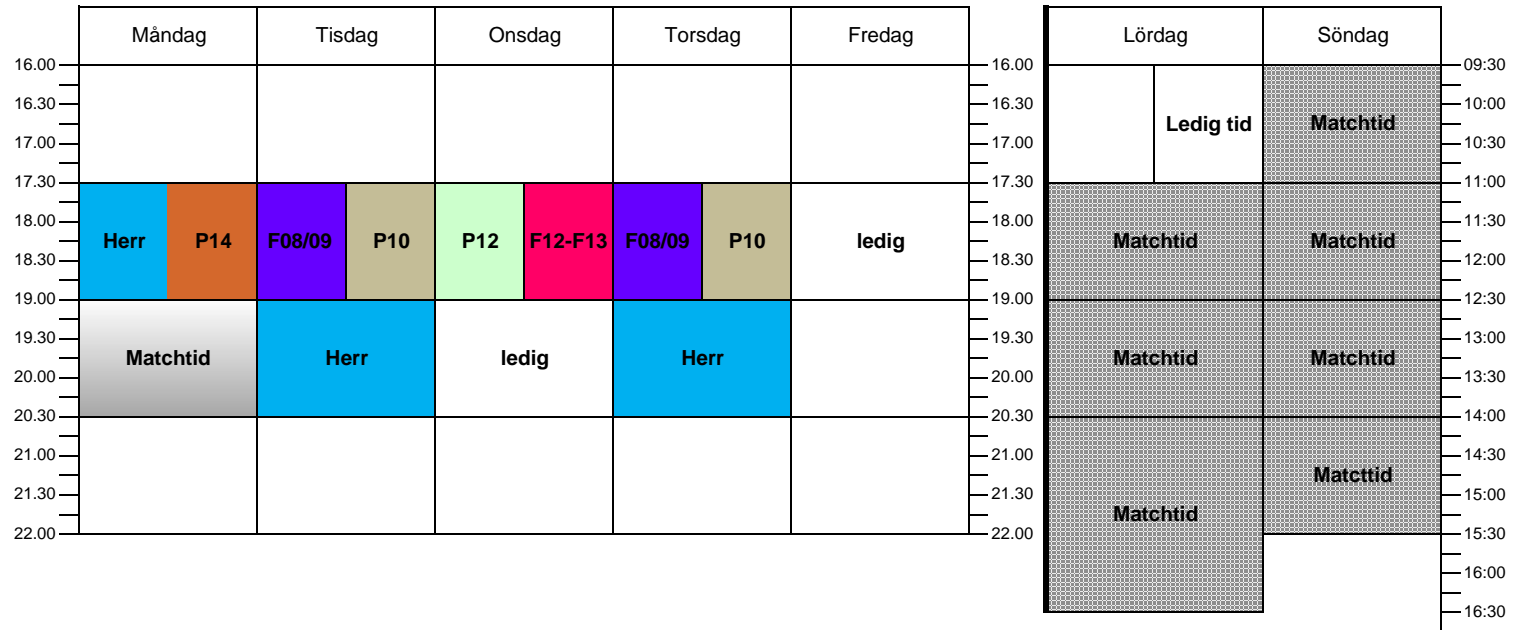 Måndag Tisdag Onsdag Torsdag Fredag Lördag Söndag
16.00 16.00 09:30
16.30 16.30 10:00
Ledig tid Matchtid
17.00 17.00 10:30
17.30 17.30 11:00
18.00 18.00 11:30
Herr P14 F08/09 P10 P12 F12-F13 F08/09 P10 ledig Matchtid Matchtid
18.30 18.30 12:00
19.00 19.00 12:30
19.30 19.30 13:00
Matchtid Herr ledig Herr Matchtid Matchtid
20.00 20.00 13:30
20.30 20.30 14:00
21.00 21.00 14:30
Matcttid
21.30 21.30 15:00
Matchtid
22.00 22.00 15:30
16:00
16:30